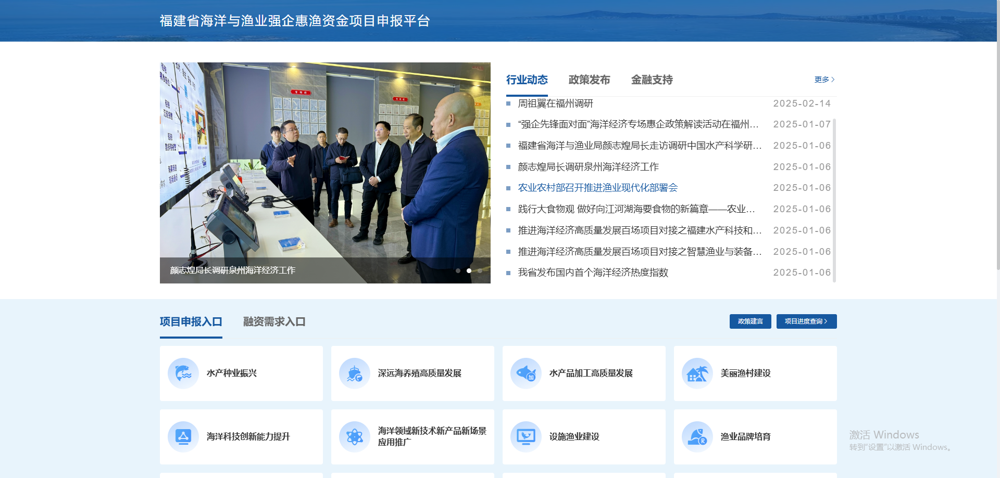 福建省海洋与渔业强企惠渔资金项目申报平台
行业动态 政策发布 金融支持 更多
周祖翼在福州调研 2025-02-14
“强企先锋面对面”海洋经济专场惠企政策解读活动在福州... 2025-01-07
福建省海洋与渔业局颜志煌局长走访调研中国水产科学研... 2025-01-06
颜志煌局长调研泉州海洋经济工作 2025-01-06
农业农村部召开推进渔业现代化部署会 2025-01-06
践行大食物观 做好向江河湖海要食物的新篇章——农业... 2025-01-06
推进海洋经济高质量发展百场项目对接之福建水产科技和... 2025-01-06
推进海洋经济高质量发展百场项目对接之智慧渔业与装备... 2025-01-06
我省发布国内首个海洋经济热度指数 2025-01-06
颜志煌局长调研泉州海洋经济工作
项目申报入口 融资需求入口 政策建言 项目进度查询
水产种业振兴
深远海养殖高质量发展
水产品加工高质量发展
加
美丽渔村建设
海洋科技创新能力提升
海洋领域新技术新产品新场景
应用推广
设施渔业建设
渔业品牌培育
R
激活 Windows
转到“设置”以激活 Windows。